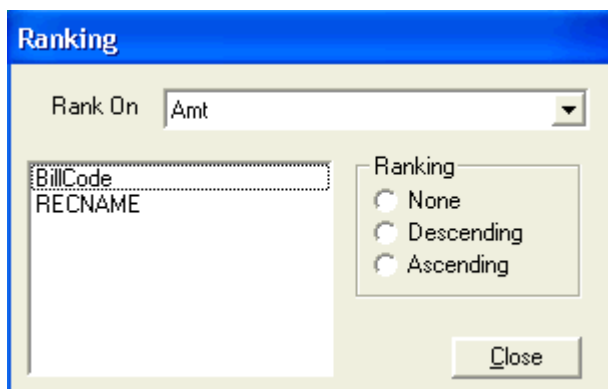 Ranking
Rank On Amt
BillCode
RECNAME
Ranking
None
Descending
Ascending
Close